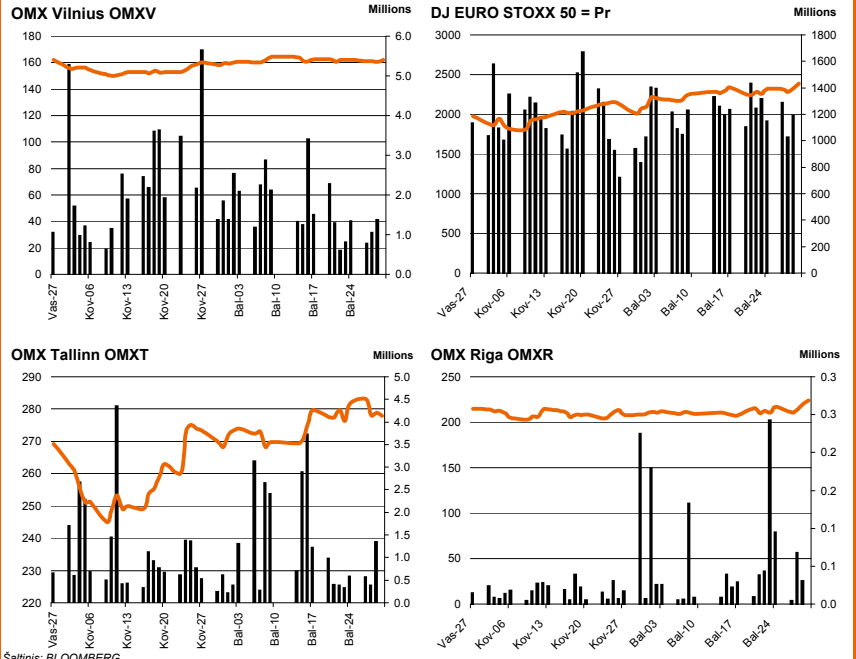 OMX Vilnius OMXV
Millions
180
160
140
120
100
80
60
40
20
0
6.0
5.0
4.0
3.0
2.0
1.0
0.0
Vas-27
Kov-06
Kov-13
Kov-20
Kov-27
Bal-03
Bal-10
Bal-17
Bal-24
DJ EURO STOXX 50 = Pr
Millions
3000
2500
2000
1500
1000
500
0
1800
1600
1400
1200
1000
800
600
400
200
0
Vas-27
Kov-06
Kov-13
Kov-20
Kov-27
Bal-03
Bal-10
Bal-17
Bal-24
OMX Tallinn OMXT
Millions
290
280
270
260
250
240
230
220
5.0
4.5
4.0
3.5
3.0
2.5
2.0
1.5
1.0
0.5
0.0
Vas-27
Kov-06
Kov-13
Kov-20
Kov-27
Bal-03
Bal-10
Bal-17
Bal-24
OMX Riga OMXR
Millions
250
200
150
100
50
0
0.3
0.3
0.2
0.2
0.1
0.1
0.0
Vas-27
Kov-06
Kov-13
Kov-20
Kov-27
Bal-03
Bal-10
Bal-17
Bal-24
Šaltinis: BLOOMBERG